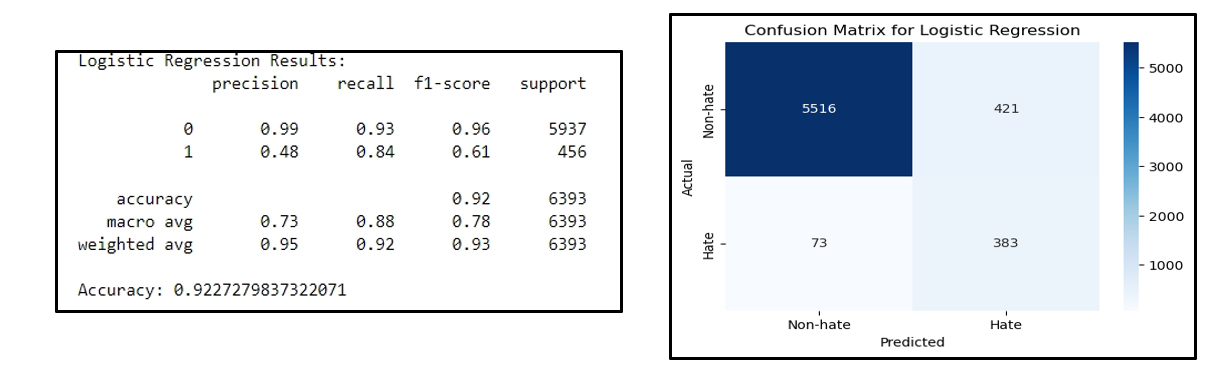 Logistic Regression Results:
precision recall f1-score support
0 0.99 0.93 0.96 5937
1 0.48 0.84 0.61 456
accuracy 0.92 6393
macro avg 0.73 0.88 0.78 6393
weighted avg 0.95 0.92 0.93 6393
Accuracy: 0.9227279837322071
Confusion Matrix for Logistic Regression
Actual
Non-hate
5516 421
Hate
73 383
Non-hate Hate
Predicted
5000
4000
3000
2000
1000